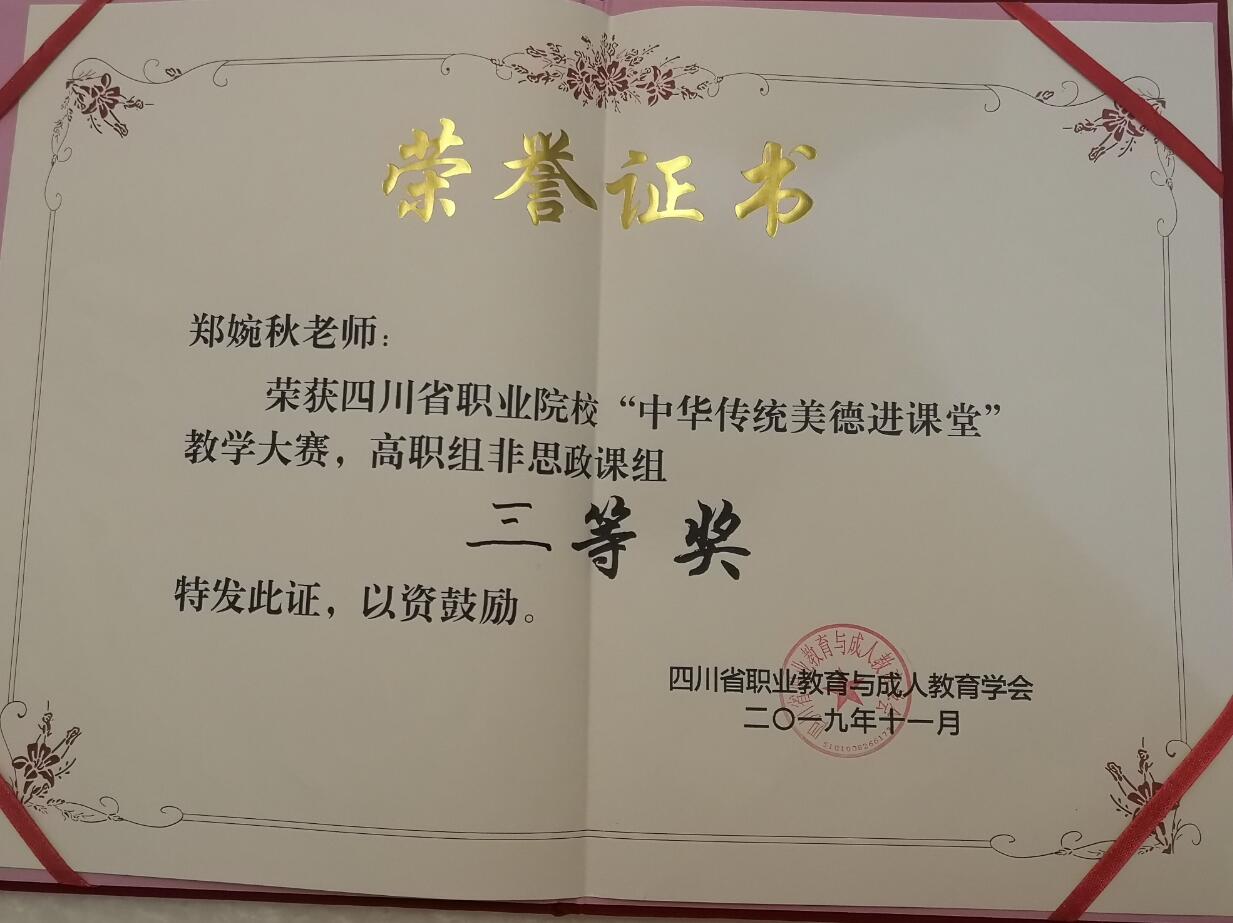 荣誉证书
郑婉秋老师：
荣获四川省职业院校“中华传统美德进课堂”
教学大赛，高职组非思政课组
三等奖
特发此证，以资鼓励。
四川省职业教育与成人教育学会
二〇一九年十一月